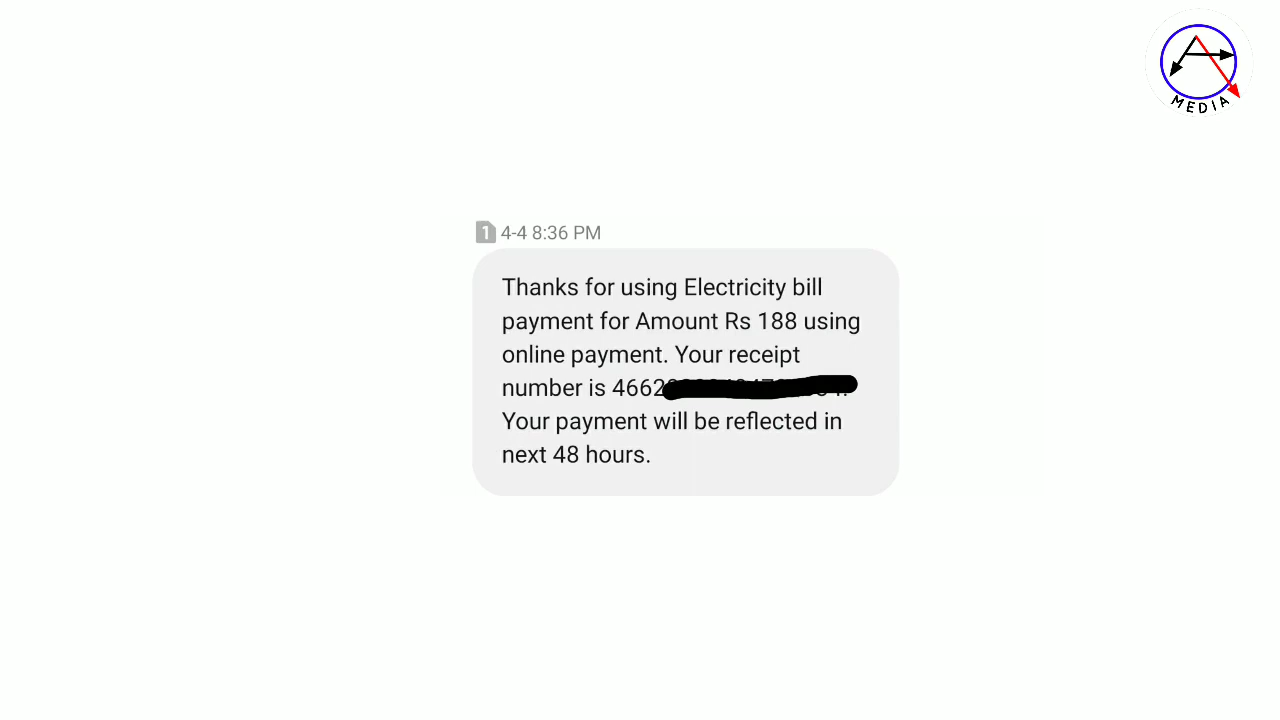 MEDIA
1 4-4 8:36 PM
Thanks for using Electricity bill
payment for Amount Rs 188 using
online payment. Your receipt
number is 4662
Your payment will be reflected in
next 48 hours.